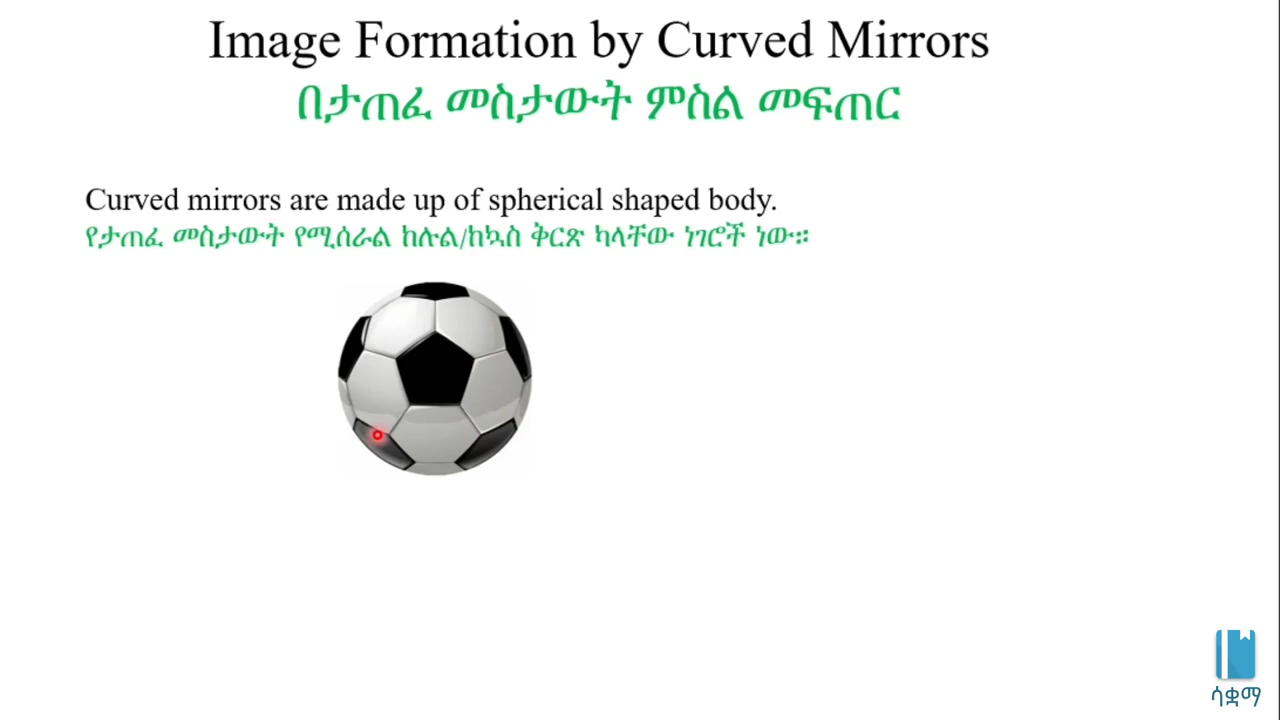 Image Formation by Curved Mirrors
በታጠፈ መስታውት ምስል መፍጠር
Curved mirrors are made up of spherical shaped body.
የታጠፈ መስታውት የሚሰራል ከሉል/ከኳስ ቅርጽ ካላቸው ነገሮች ነው።
ሳቋማ